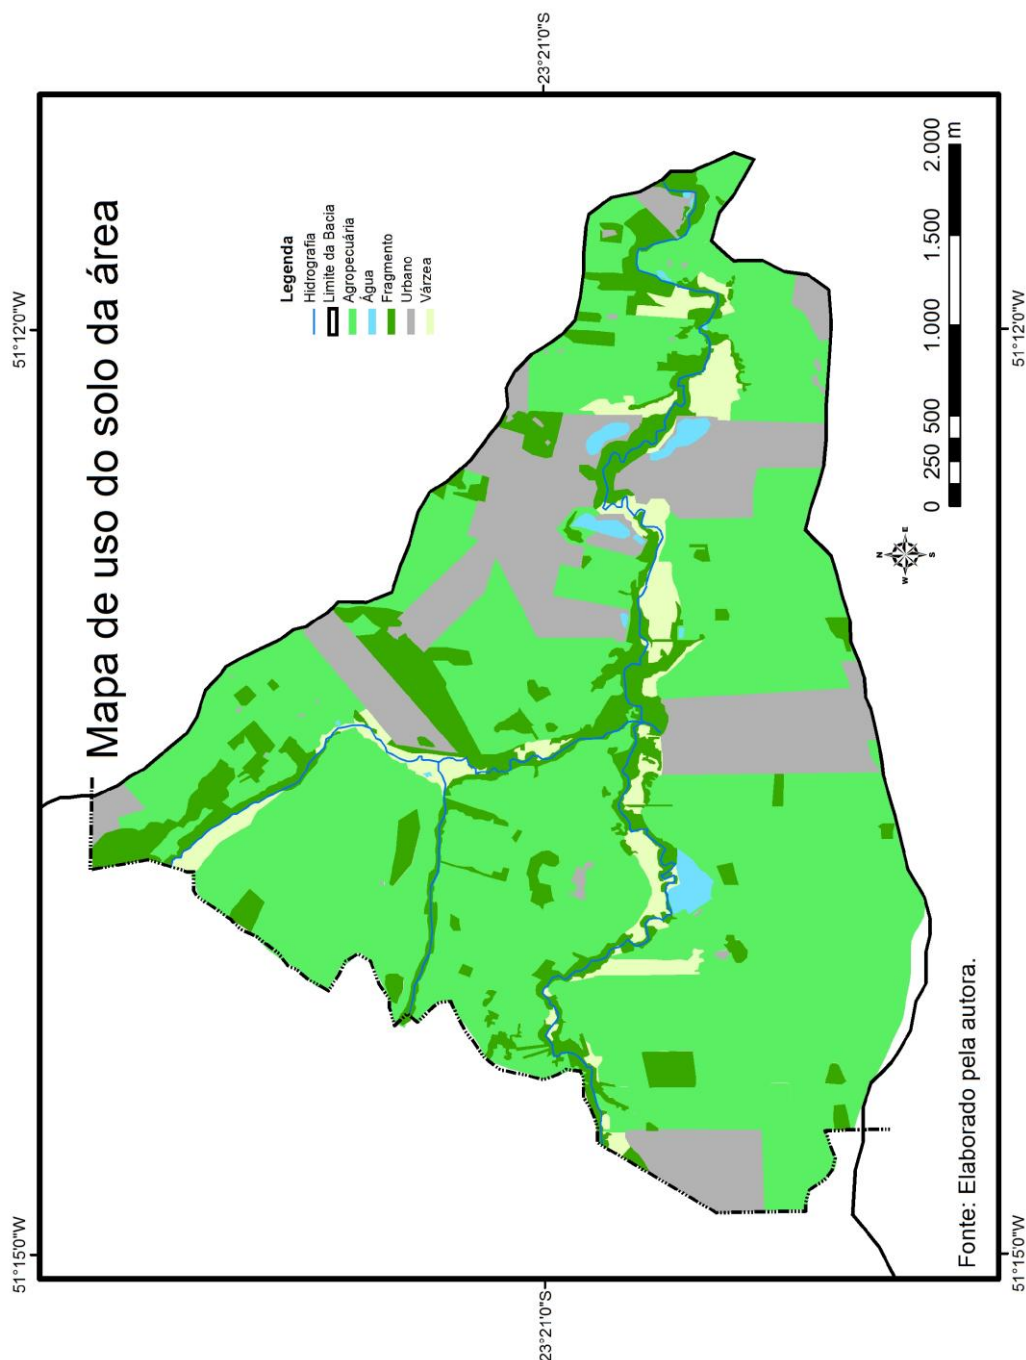 Mapa de uso do solo da área
51°15'0"W
51°12'0"W
23°21'0"S
23°21'0"S
Legenda
Hidrografia
Limite da Bacia
Agropecuária
Água
Fragmento
Urbano
Várzea
N
W
E
S
0 250 500 1.000 1.500 2.000
m
Fonte: Elaborado pela autora.
51°15'0"W
51°12'0"W